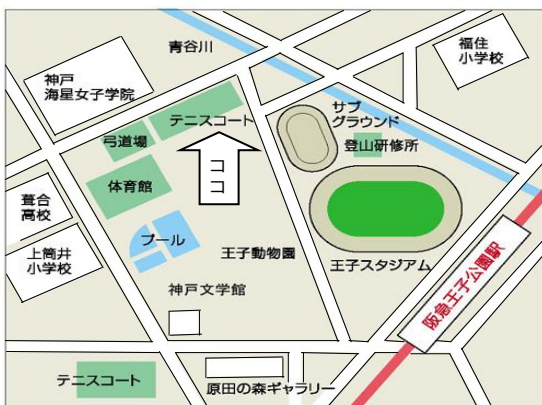 青谷川
福住
小学校
神戸
海星女子学院
サブ
グラウンド
テニスコート
弓道場
登山研修所
ココ
体育館
葺合
高校
プール
上筒井
小学校
王子動物園
王子スタジアム
阪急王子公園駅
神戸文学館
テニスコート
原田の森ギャラリー